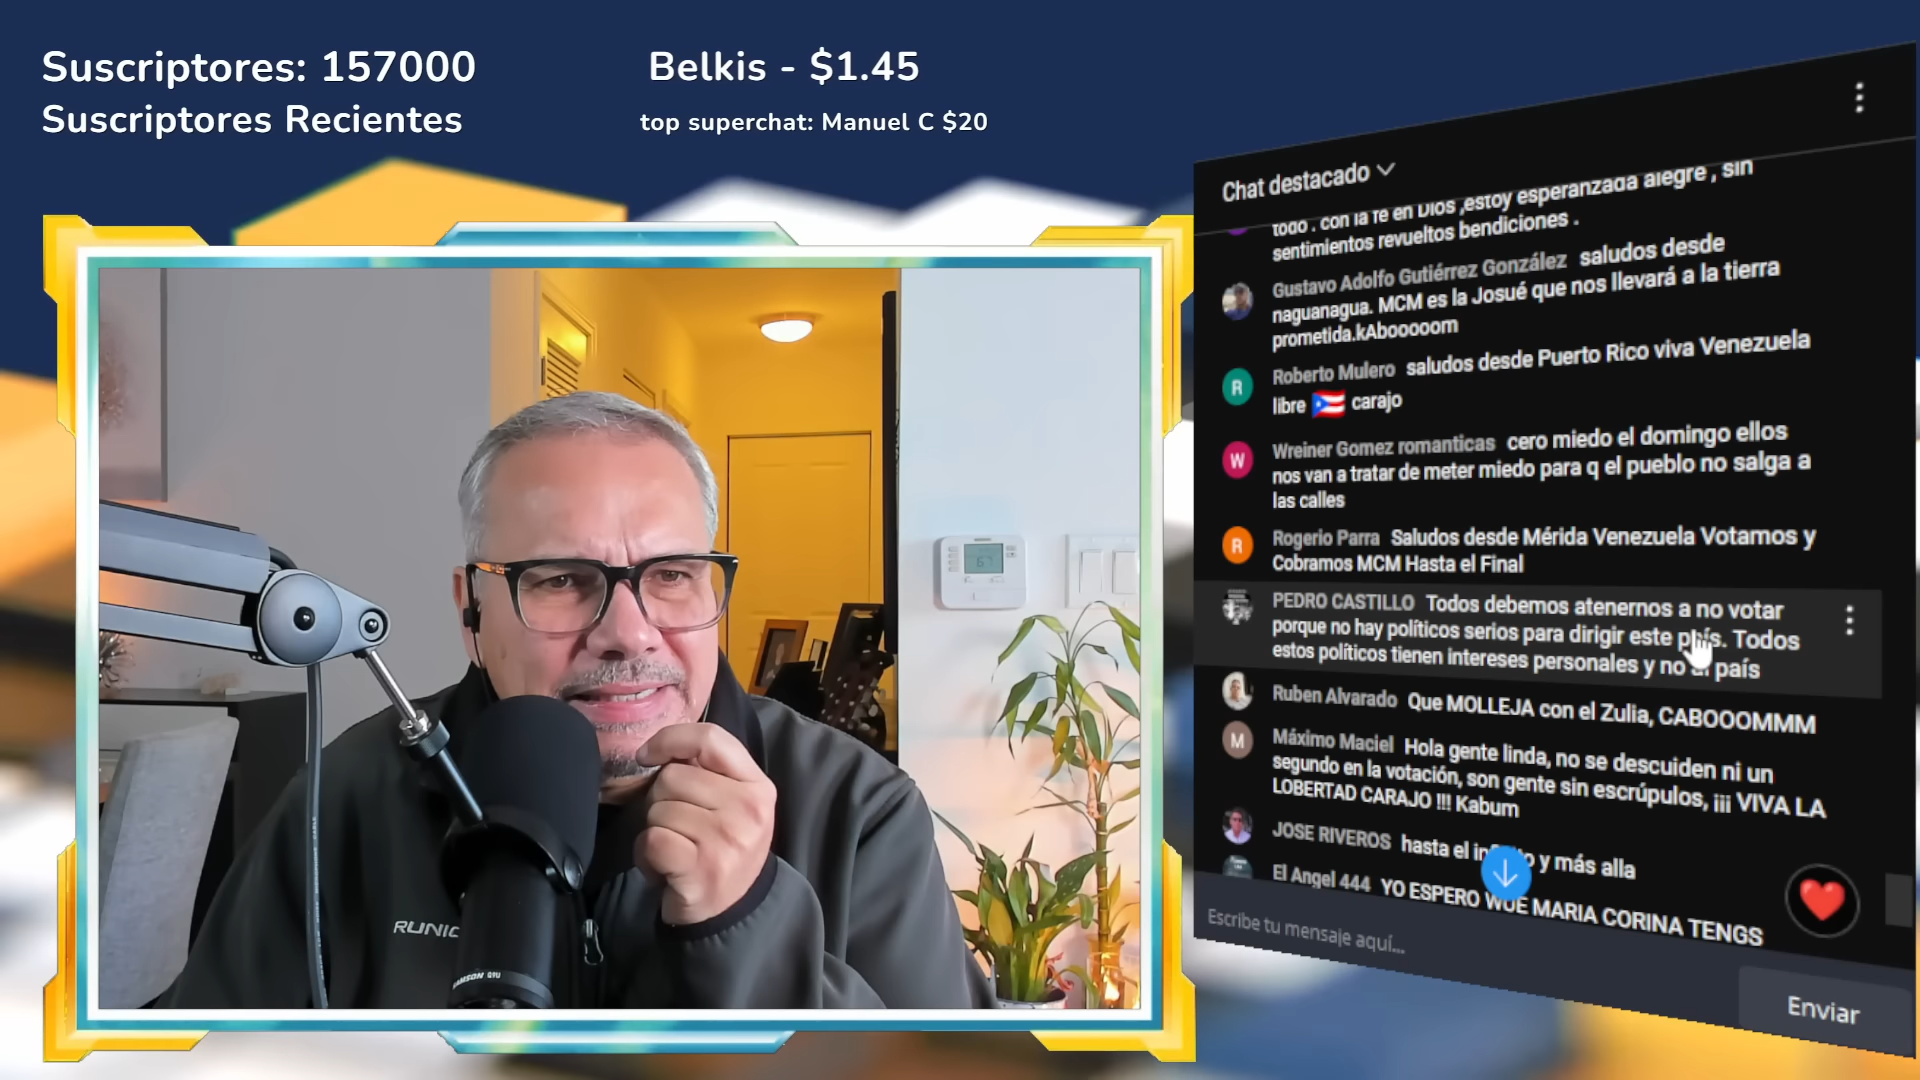 Suscriptores: 157000
Suscriptores Recientes
Belkis - $1.45
top superchat: Manuel C $20
Chat destacado
todo . con la fe en Dios ,estoy esperanzada alegre , sin
sentimientos revueltos bendiciones .
Gustavo Adolfo Gutiérrez González saludos desde
naguanagua. MCM es la Josué que nos llevará a la tierra
prometida.kAbooooom
R
Roberto Mulero saludos desde Puerto Rico viva Venezuela
libre 🇵🇷 carajo
W
Wreiner Gomez romanticas cero miedo el domingo ellos
nos van a tratar de meter miedo para q el pueblo no salga a
las calles
R
Rogerio Parra Saludos desde Mérida Venezuela Votamos y
Cobramos MCM Hasta el Final
PEDRO CASTILLO Todos debemos atenernos a no votar
porque no hay políticos serios para dirigir este país. Todos
estos políticos tienen intereses personales y no al país
Ruben Alvarado Que MOLLEJA con el Zulia, CABOOOMMM
M
Máximo Maciel Hola gente linda, no se descuiden ni un
segundo en la votación, son gente sin escrúpulos, ¡¡¡ VIVA LA
LOBERTAD CARAJO !!! Kabum
JOSE RIVEROS hasta el infinito y más alla
El Angel 444 YO ESPERO WUE MARIA CORINA TENGS
Escribe tu mensaje aquí...
Enviar
RUNIC
SAMSON Q9U
67